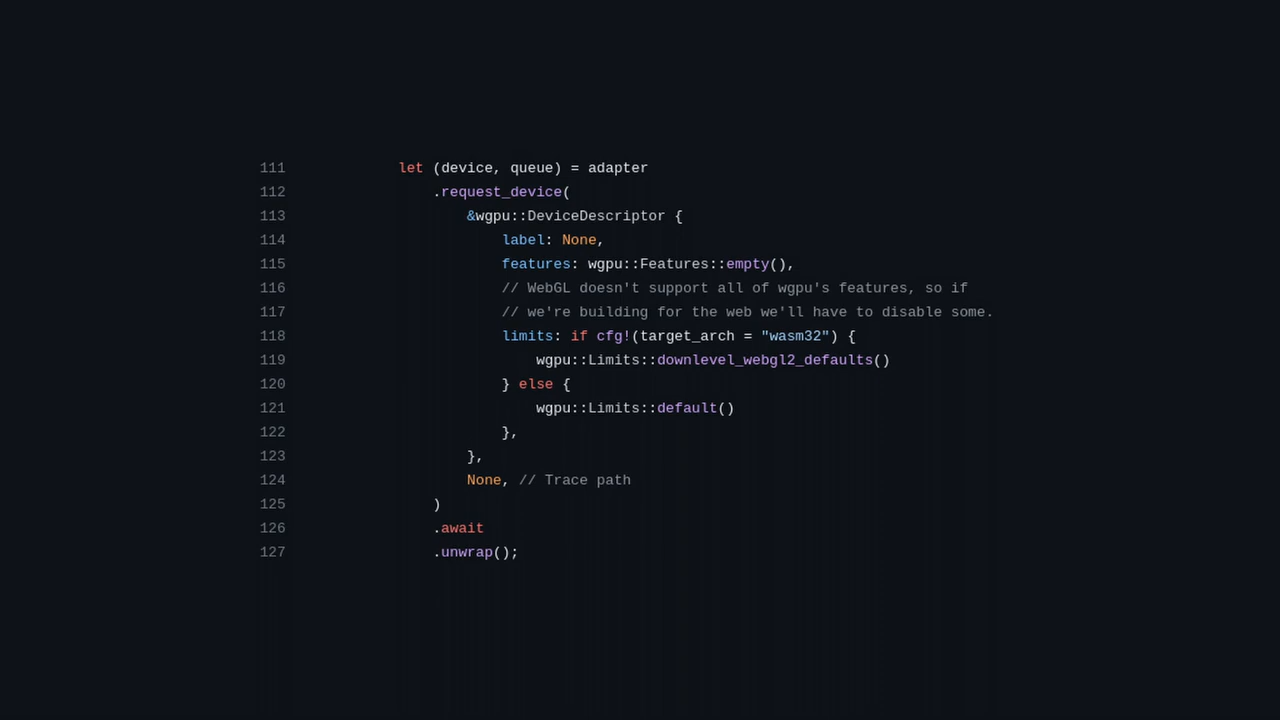 111             let (device, queue) = adapter
112                 .request_device(
113                     &wgpu::DeviceDescriptor {
114                         label: None,
115                         features: wgpu::Features::empty(),
116                         // WebGL doesn't support all of wgpu's features, so if
117                         // we're building for the web we'll have to disable some.
118                         limits: if cfg!(target_arch = "wasm32") {
119                             wgpu::Limits::downlevel_webgl2_defaults()
120                         } else {
121                             wgpu::Limits::default()
122                         },
123                     },
124                     None, // Trace path
125                 )
126                 .await
127                 .unwrap();